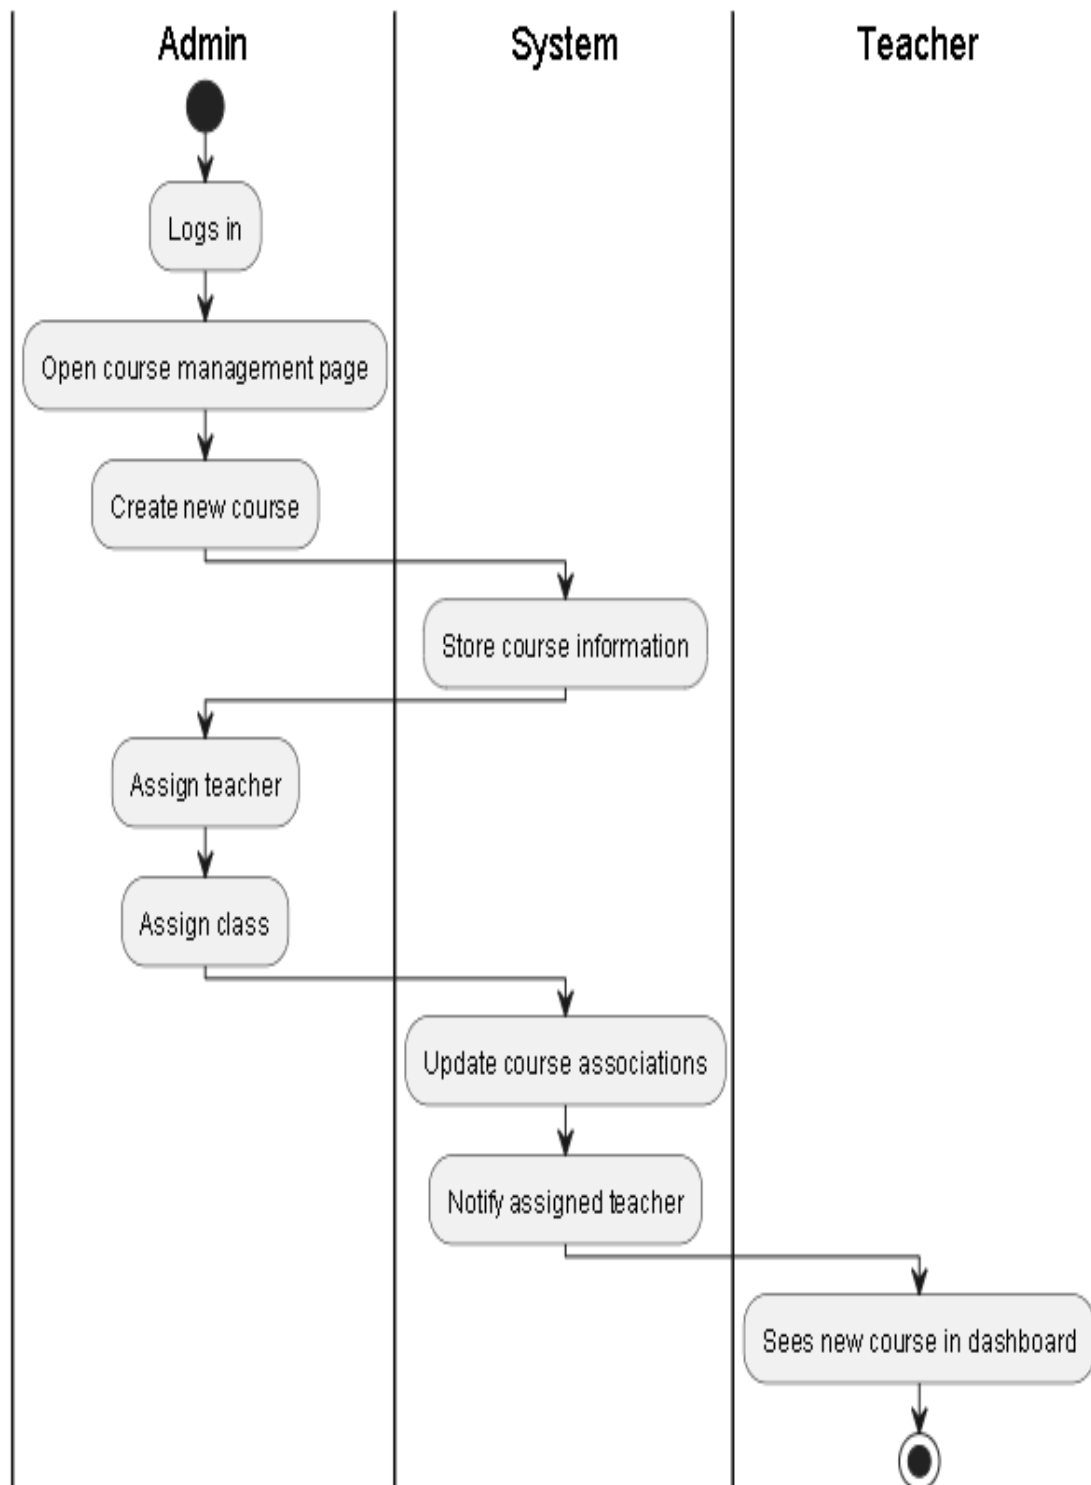 Admin
System
Teacher
Logs in
Open course management page
Create new course
Store course information
Assign teacher
Assign class
Update course associations
Notify assigned teacher
Sees new course in dashboard